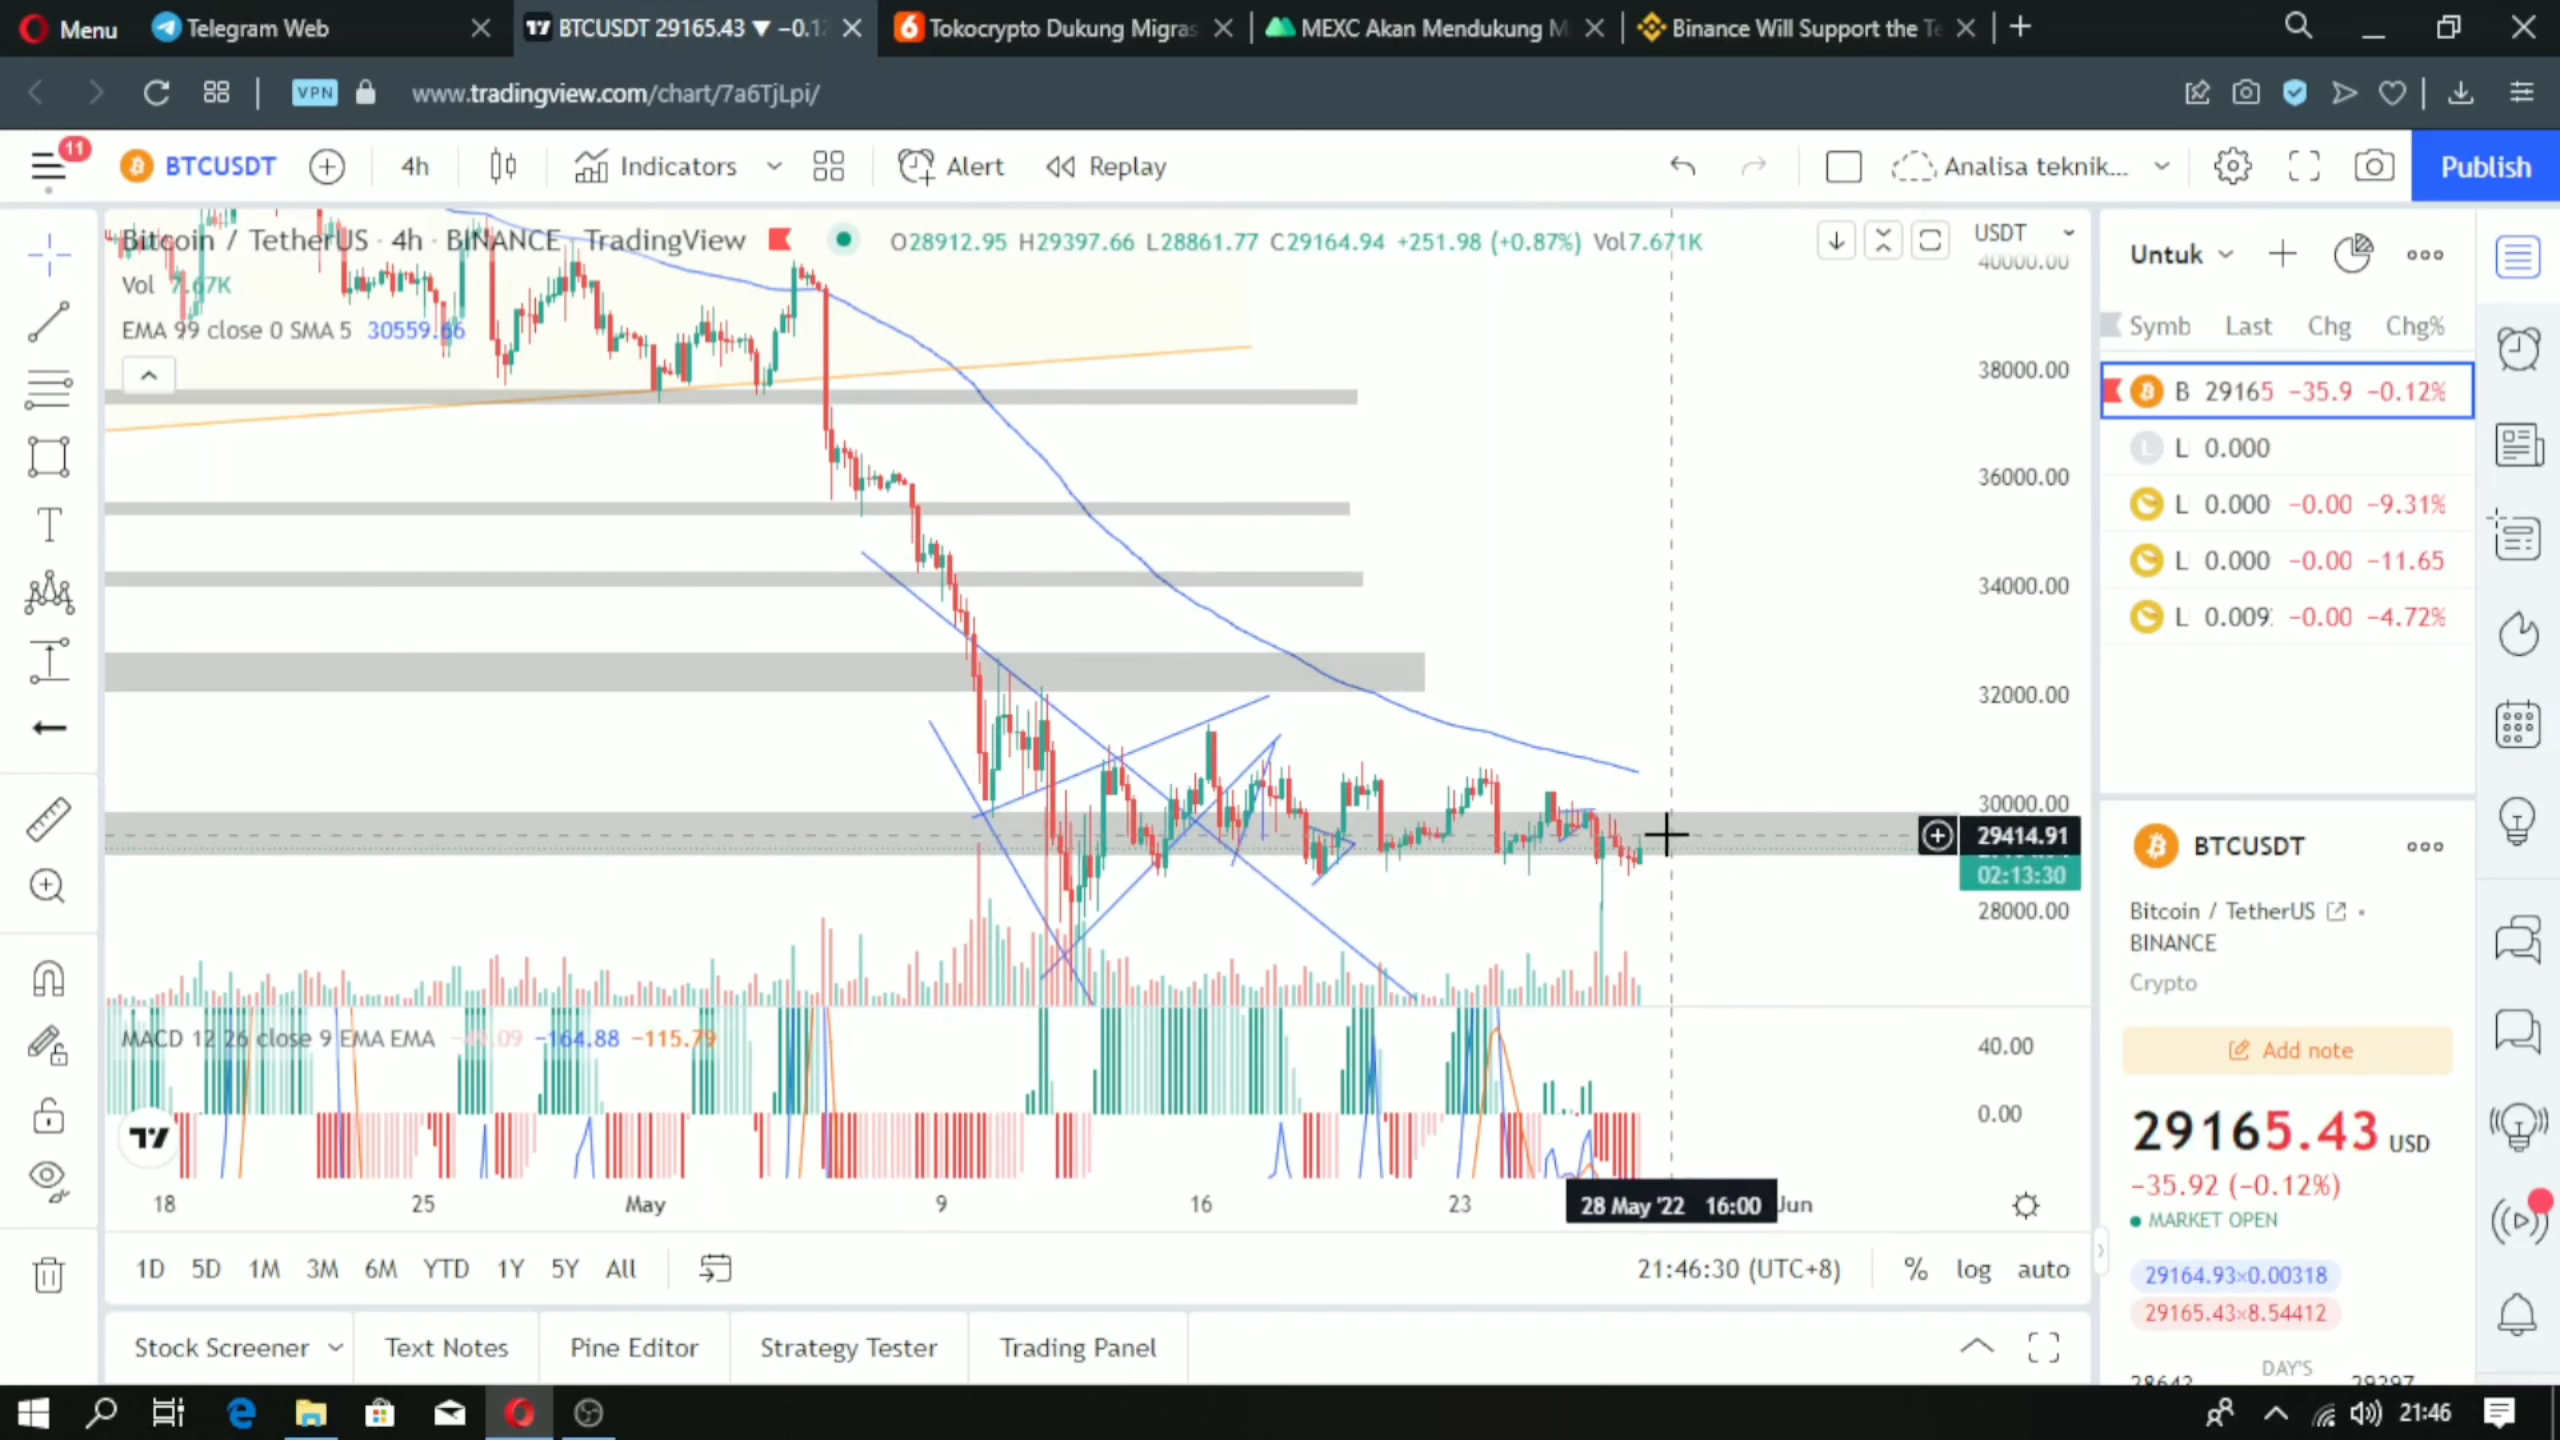 Menu
Telegram Web
BTCUSDT 29165.43 ▼ −0.12
Tokocrypto Dukung Migras
MEXC Akan Mendukung M
Binance Will Support the Te
VPN
www.tradingview.com/chart/7a6TjLpi/
11
BTCUSDT
4h
Indicators
Alert
Replay
Analisa teknik...
Publish
Bitcoin / TetherUS · 4h · BINANCE · TradingView
O28912.95 H29397.66 L28861.77 C29164.94 +251.98 (+0.87%) Vol7.671K
Vol 7.67K
EMA 99 close 0 SMA 5 30559.66
USDT
40000.00
38000.00
36000.00
34000.00
32000.00
30000.00
29414.91
02:13:30
28000.00
MACD 12 26 close 9 EMA EMA −164.88 −115.79
40.00
0.00
18
25
May
9
16
23
28 May '22 16:00
Jun
1D 5D 1M 3M 6M YTD 1Y 5Y All
21:46:30 (UTC+8)
% log auto
Stock Screener
Text Notes
Pine Editor
Strategy Tester
Trading Panel
Untuk
Symb Last Chg Chg%
B 29165 −35.9 −0.12%
L 0.000
L 0.000 −0.00 −9.31%
L 0.000 −0.00 −11.65
L 0.009 −0.00 −4.72%
BTCUSDT
Bitcoin / TetherUS
BINANCE
Crypto
Add note
29165.43 USD
−35.92 (−0.12%)
MARKET OPEN
29164.93×0.00318
29165.43×8.54412
DAY'S
21:46